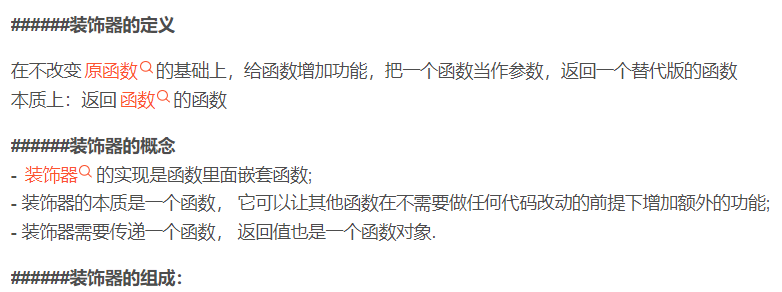 ######装饰器的定义
在不改变 原函数 的基础上，给函数增加功能，把一个函数当作参数，返回一个替代版的函数
本质上：返回 函数 的函数
######装饰器的概念
- 装饰器 的实现是函数里面嵌套函数;
- 装饰器的本质是一个函数， 它可以让其他函数在不需要做任何代码改动的前提下增加额外的功能;
- 装饰器需要传递一个函数， 返回值也是一个函数对象.
######装饰器的组成：